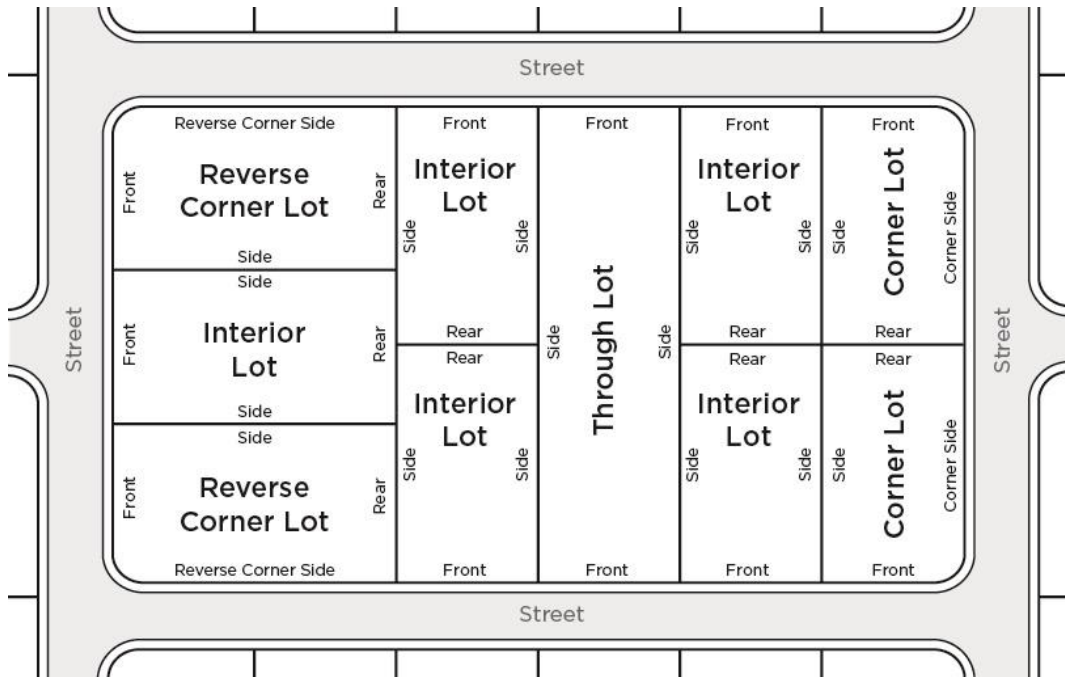 Street
Reverse Corner Side
Front
Front
Front
Front
Front
Reverse
Corner Lot
Rear
Interior
Lot
Interior
Lot
Corner Lot
Corner Side
Side
Side
Side
Side
Side
Side
Side
Street
Front
Interior
Lot
Rear
Side
Through Lot
Side
Rear
Rear
Rear
Street
Rear
Rear
Rear
Side
Side
Front
Reverse
Corner Lot
Rear
Interior
Lot
Interior
Lot
Corner Lot
Corner Side
Side
Side
Side
Side
Side
Reverse Corner Side
Front
Front
Front
Front
Street